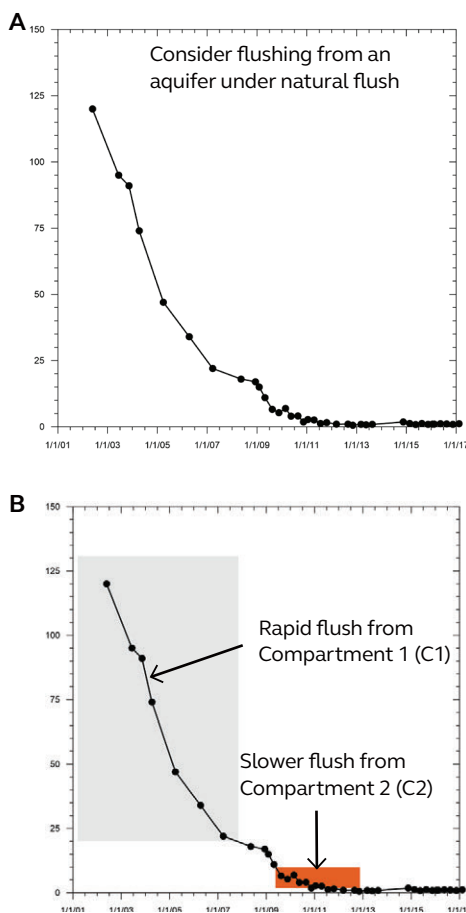 A
Consider flushing from an
aquifer under natural flush
150
125
100
75
50
25
0
1/1/01 1/1/03 1/1/05 1/1/07 1/1/09 1/1/11 1/1/13 1/1/15 1/1/17
B
150
125
100
75
50
25
0
Rapid flush from
Compartment 1 (C1)
Slower flush from
Compartment 2 (C2)
1/1/01 1/1/03 1/1/05 1/1/07 1/1/09 1/1/11 1/1/13 1/1/15 1/1/17